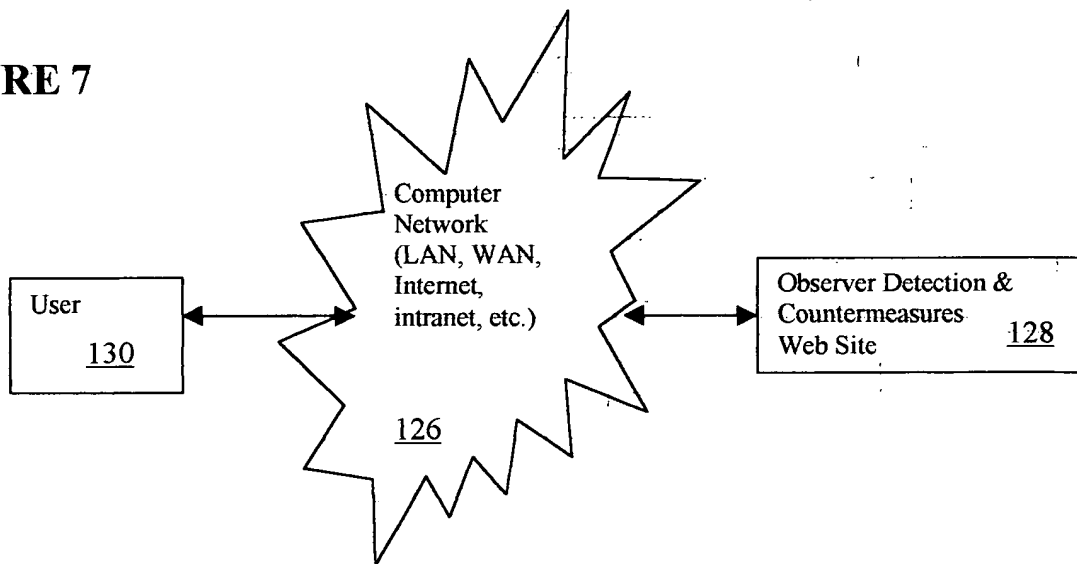 RE 7
Computer
Network
(LAN, WAN,
Internet,
intranet, etc.)
126
User
130
Observer Detection &
Countermeasures
Web Site
128